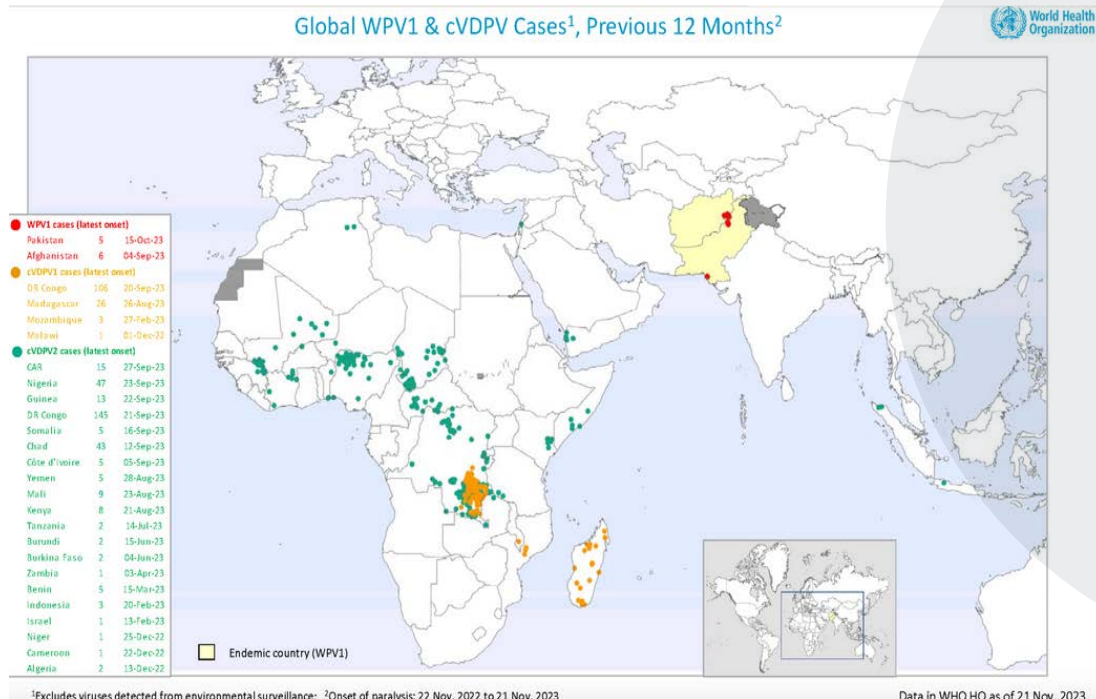 Global WPV1 & cVDPV Cases¹, Previous 12 Months²
World Health
Organization
WPV1 cases (latest onset)
Pakistan 5 15-Oct-23
Afghanistan 6 04-Sep-23
cVDPV1 cases (latest onset)
DR Congo 106 20-Sep-23
Madagascar 26 26-Aug-23
Mozambique 3 27-Feb-23
Malawi 1 01-Dec-22
cVDPV2 cases (latest onset)
CAR 15 27-Sep-23
Nigeria 47 23-Sep-23
Guinea 13 22-Sep-23
DR Congo 145 21-Sep-23
Somalia 5 16-Sep-23
Chad 43 12-Sep-23
Côte d'Ivoire 5 05-Sep-23
Yemen 5 28-Aug-23
Mali 9 23-Aug-23
Kenya 8 21-Aug-23
Tanzania 2 14-Jul-23
Burundi 2 15-Jun-23
Burkina Faso 2 04-Jun-23
Zambia 1 03-Apr-23
Benin 5 15-Mar-23
Indonesia 3 20-Feb-23
Israel 1 13-Feb-23
Niger 1 25-Dec-22
Cameroon 1 22-Dec-22
Algeria 2 13-Dec-22
Endemic country (WPV1)
¹Excludes viruses detected from environmental surveillance; ²Onset of paralysis: 22 Nov. 2022 to 21 Nov. 2023
Data in WHO HQ as of 21 Nov. 2023